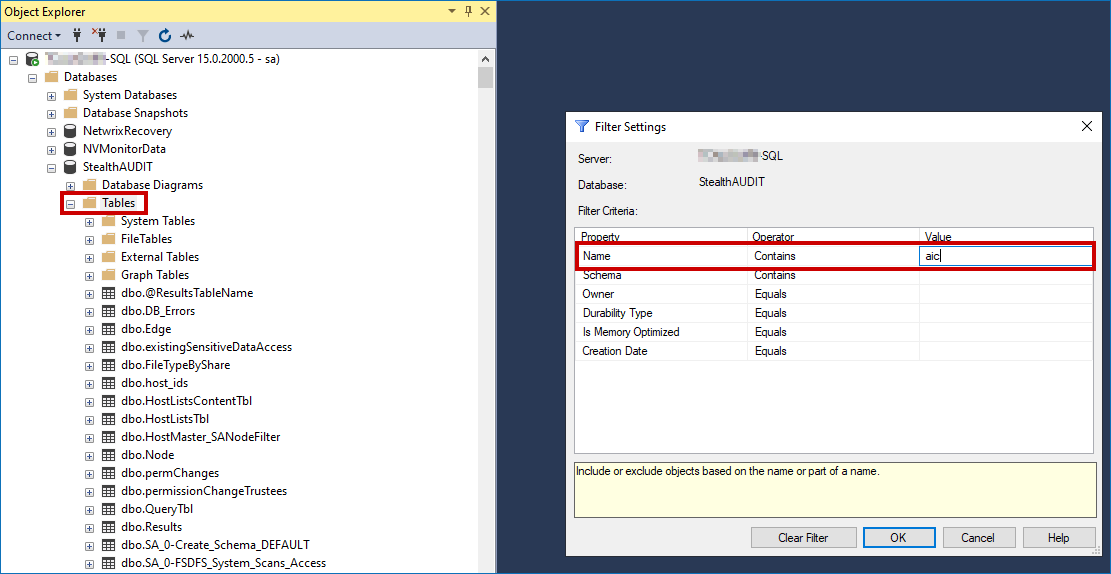 Object Explorer
Connect
-SQL (SQL Server 15.0.2000.5 - sa)
Databases
System Databases
Database Snapshots
NetwrixRecovery
NVMonitorData
StealthAUDIT
Database Diagrams
Tables
System Tables
FileTables
External Tables
Graph Tables
dbo.@ResultsTableName
dbo.DB_Errors
dbo.Edge
dbo.existingSensitiveDataAccess
dbo.FileTypeByShare
dbo.host_ids
dbo.HostListsContentTbl
dbo.HostListsTbl
dbo.HostMaster_SANodeFilter
dbo.Node
dbo.permChanges
dbo.permissionChangeTrustees
dbo.QueryTbl
dbo.Results
dbo.SA_0-Create_Schema_DEFAULT
dbo.SA_0-FSDFS_System_Scans_Access
Filter Settings
Server: -SQL
Database: StealthAUDIT
Filter Criteria:
Property Operator Value
Name Contains aic
Schema Contains
Owner Equals
Durability Type Equals
Is Memory Optimized Equals
Creation Date Equals
Include or exclude objects based on the name or part of a name.
Clear Filter OK Cancel Help